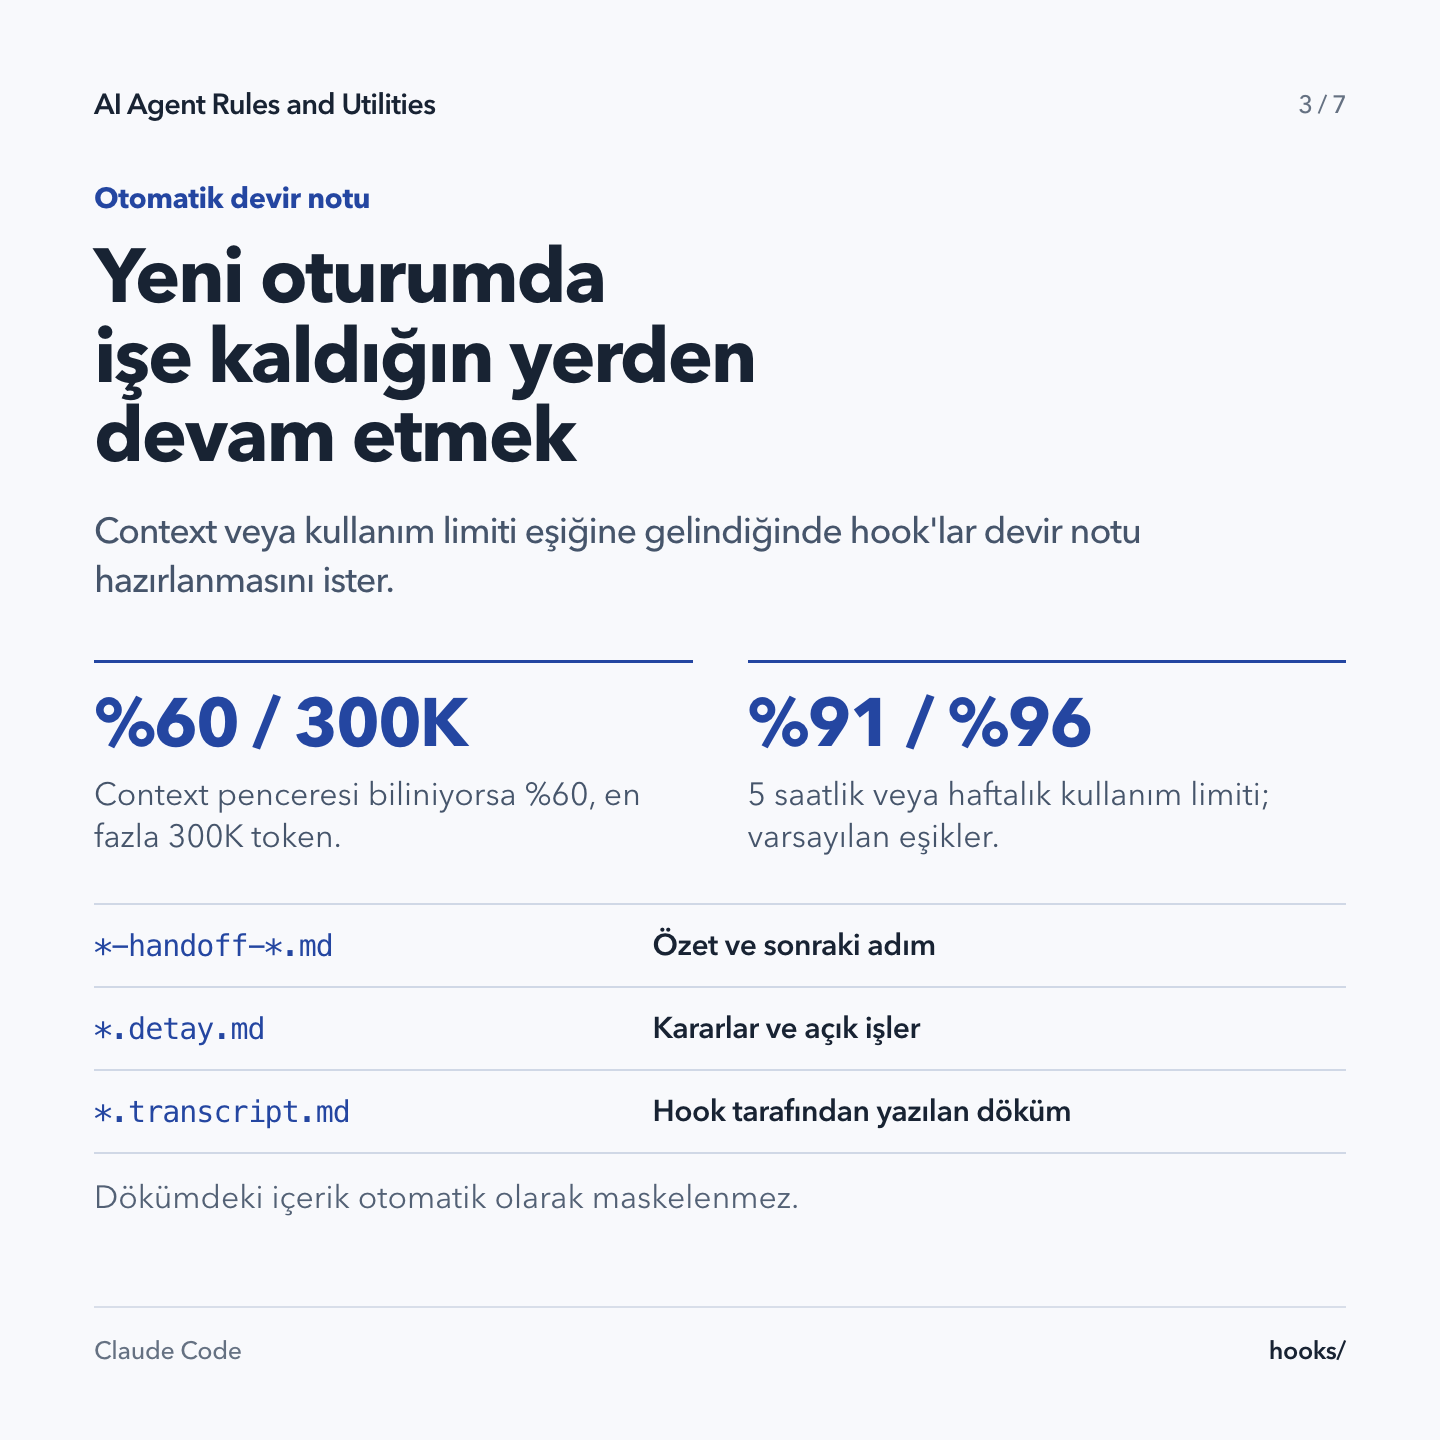 AI Agent Rules and Utilities
3 / 7
Otomatik devir notu
Yeni oturumda
işe kaldığın yerden
devam etmek
Context veya kullanım limiti eşiğine gelindiğinde hook'lar devir notu
hazırlanmasını ister.
%60 / 300K
Context penceresi biliniyorsa %60, en
fazla 300K token.
%91 / %96
5 saatlik veya haftalık kullanım limiti;
varsayılan eşikler.
*-handoff-*.md
Özet ve sonraki adım
*.detay.md
Kararlar ve açık işler
*.transcript.md
Hook tarafından yazılan döküm
Dökümdeki içerik otomatik olarak maskelenmez.
Claude Code
hooks/